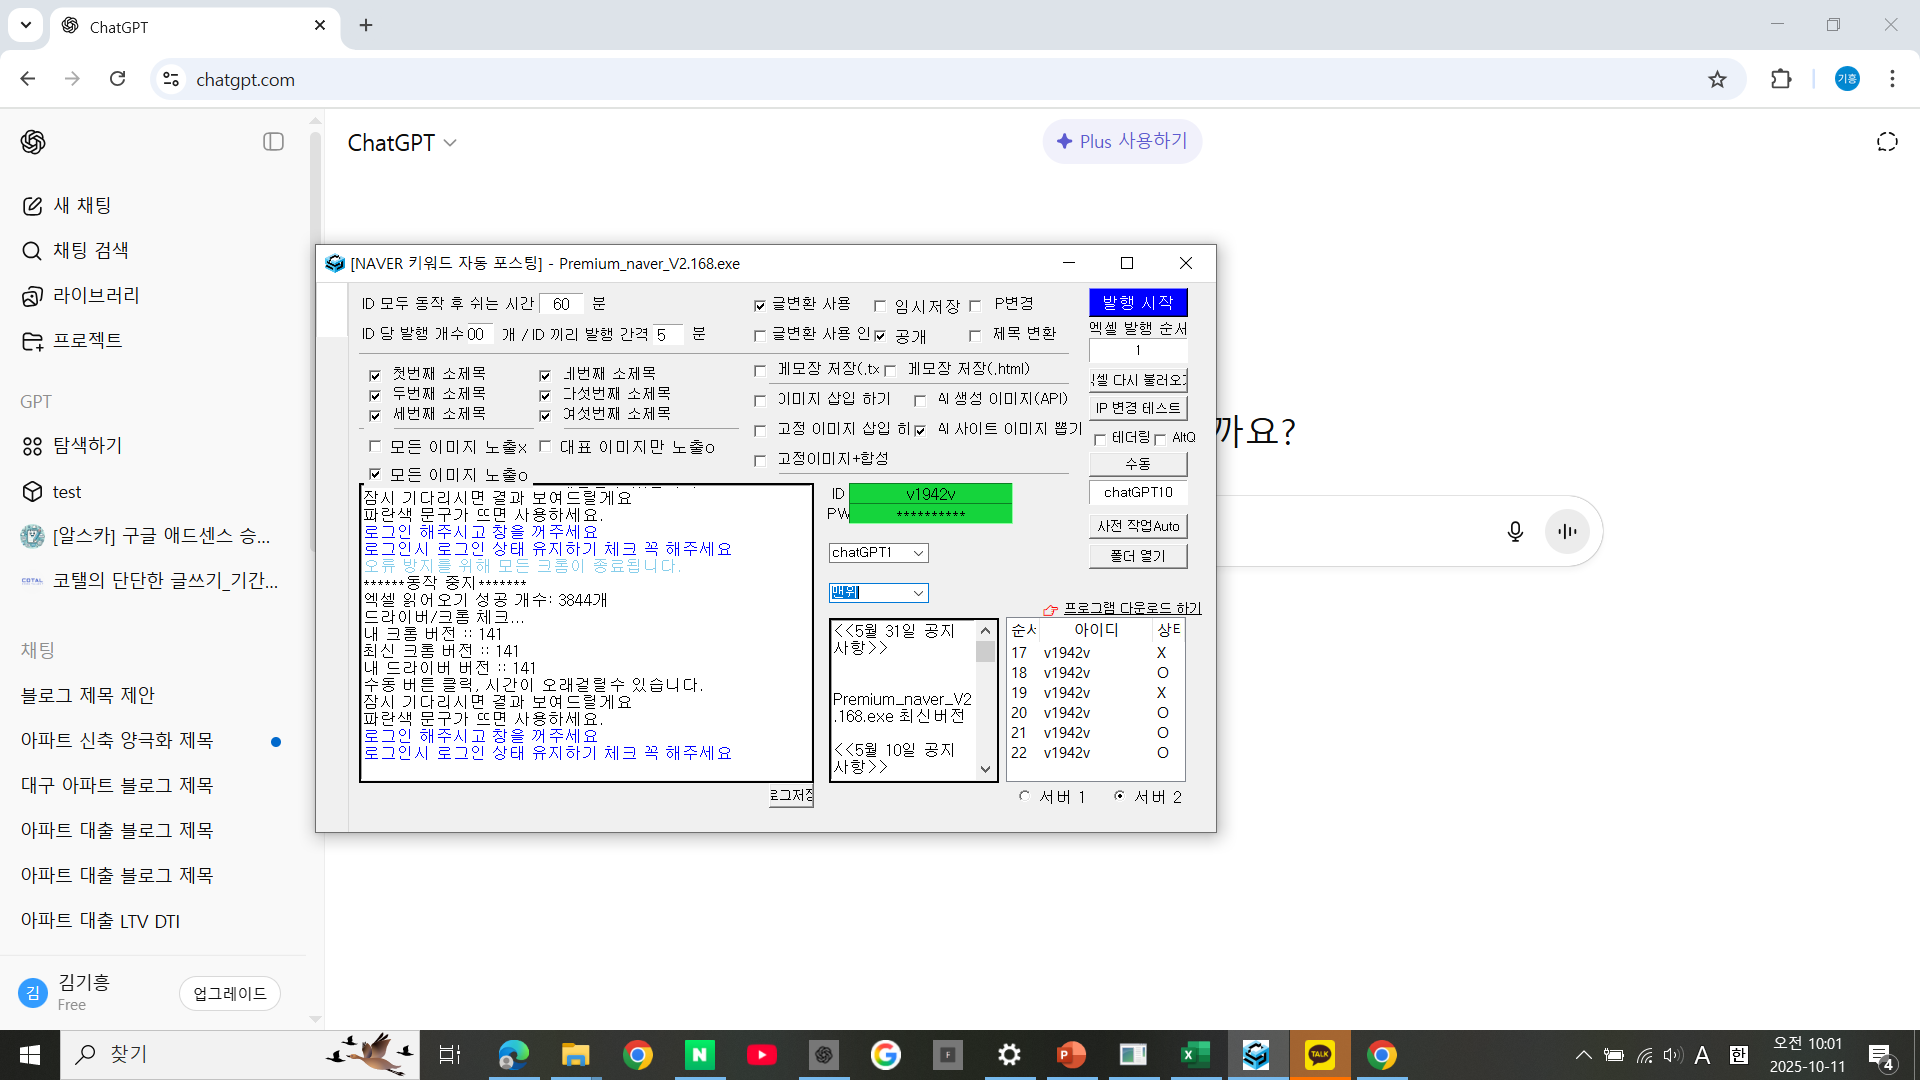 ChatGPT
chatgpt.com
기흥
ChatGPT
Plus 사용하기
새 채팅
채팅 검색
라이브러리
프로젝트
GPT
탐색하기
test
[알스카] 구글 애드센스 승...
CDTAL 코탤의 단단한 글쓰기_기간...
채팅
블로그 제목 제안
아파트 신축 양극화 제목
대구 아파트 블로그 제목
아파트 대출 블로그 제목
아파트 대출 블로그 제목
아파트 대출 LTV DTI
김
김기흥
Free
업그레이드
까요?
[NAVER 키워드 자동 포스팅] - Premium_naver_V2.168.exe
ID 모두 동작 후 쉬는 시간 60 분
ID 당 발행 개수 00 개 / ID 끼리 발행 간격 5 분
첫번째 소제목
네번째 소제목
두번째 소제목
다섯번째 소제목
세번째 소제목
여섯번째 소제목
모든 이미지 노출x
대표 이미지만 노출o
모든 이미지 노출o
글변환 사용
임시저장
P변경
글변환 사용 인
공개
제목 변환
메모장 저장(.tx
메모장 저장(.html)
이미지 삽입 하기
AI 생성 이미지(API)
고정 이미지 삽입 히
AI 사이트 이미지 뽑기
고정이미지+합성
발행 시작
엑셀 발행 순서
1
엑셀 다시 불러오기
IP 변경 테스트
테더링
AltQ
수동
chatGPT10
사전 작업Auto
폴더 열기
잠시 기다리시면 결과 보여드릴게요
파란색 문구가 뜨면 사용하세요.
로그인 해주시고 창을 꺼주세요
로그인시 로그인 상태 유지하기 체크 꼭 해주세요
오류 방지를 위해 모든 크롬이 종료됩니다.
******동작 중지*******
엑셀 읽어오기 성공 개수: 3844개
드라이버/크롬 체크...
내 크롬 버전 :: 141
최신 크롬 버전 :: 141
내 드라이버 버전 :: 141
수동 버튼 클릭, 시간이 오래걸릴수 있습니다.
잠시 기다리시면 결과 보여드릴게요
파란색 문구가 뜨면 사용하세요.
로그인 해주시고 창을 꺼주세요
로그인시 로그인 상태 유지하기 체크 꼭 해주세요
로그저장
ID v1942v
PW **********
chatGPT1
맨위
프로그램 다운로드 하기
<<5월 31일 공지
사항>>
Premium_naver_V2
.168.exe 최신버전
<<5월 10일 공지
사항>>
순서 아이디 상태
17 v1942v X
18 v1942v O
19 v1942v X
20 v1942v O
21 v1942v O
22 v1942v O
서버 1
서버 2
찾기
N
F
P
X
TALK
A
한
오전 10:01
2025-10-11
4